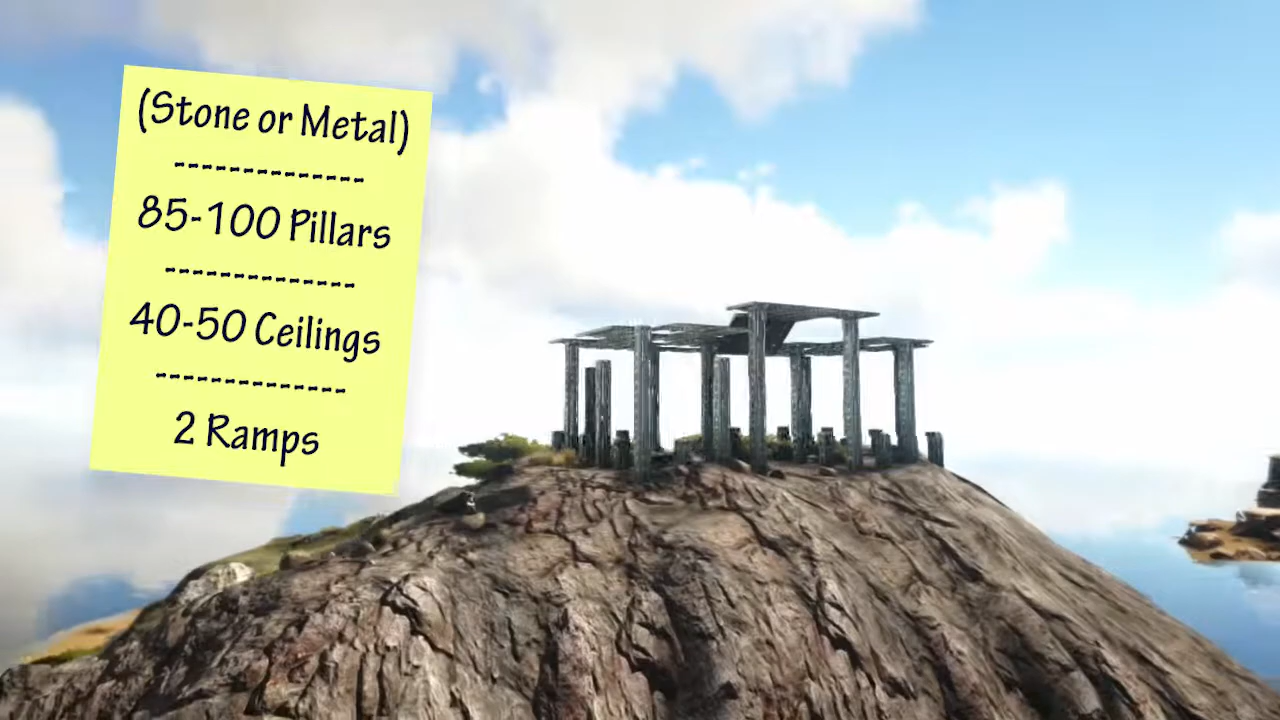 (Stone or Metal)
-------------
85-100 Pillars
-------------
40-50 Ceilings
-------------
2 Ramps